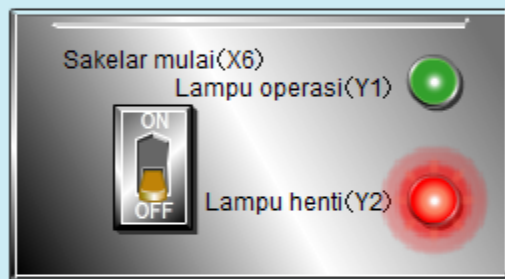 Sakelar mulai(X6)
Lampu operasi(Y1)
ON
OFF
Lampu henti(Y2)